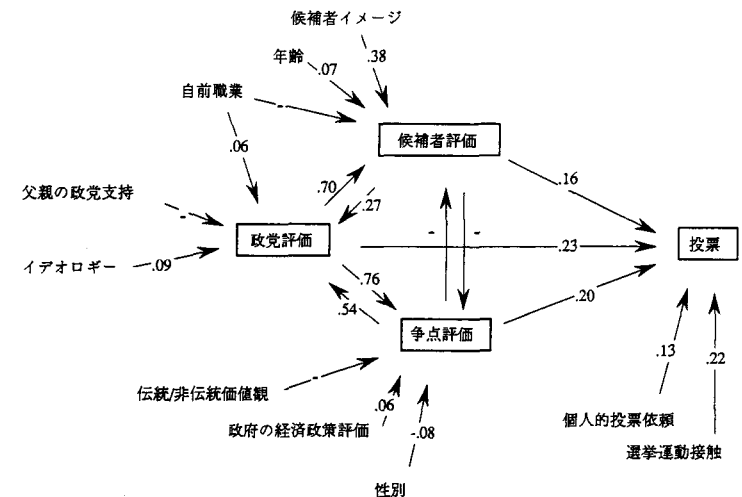 候補者イメージ
年齢
.07
.38
自前職業
-
.06
候補者評価
.70
.27
.16
父親の政党支持
-
政党評価
イデオロギー
.09
-
-
.23
投票
.76
.54
.20
争点評価
伝統/非伝統価値観
-
.06
政府の経済政策評価
-.08
性別
.13
.22
個人的投票依頼
選挙運動接触